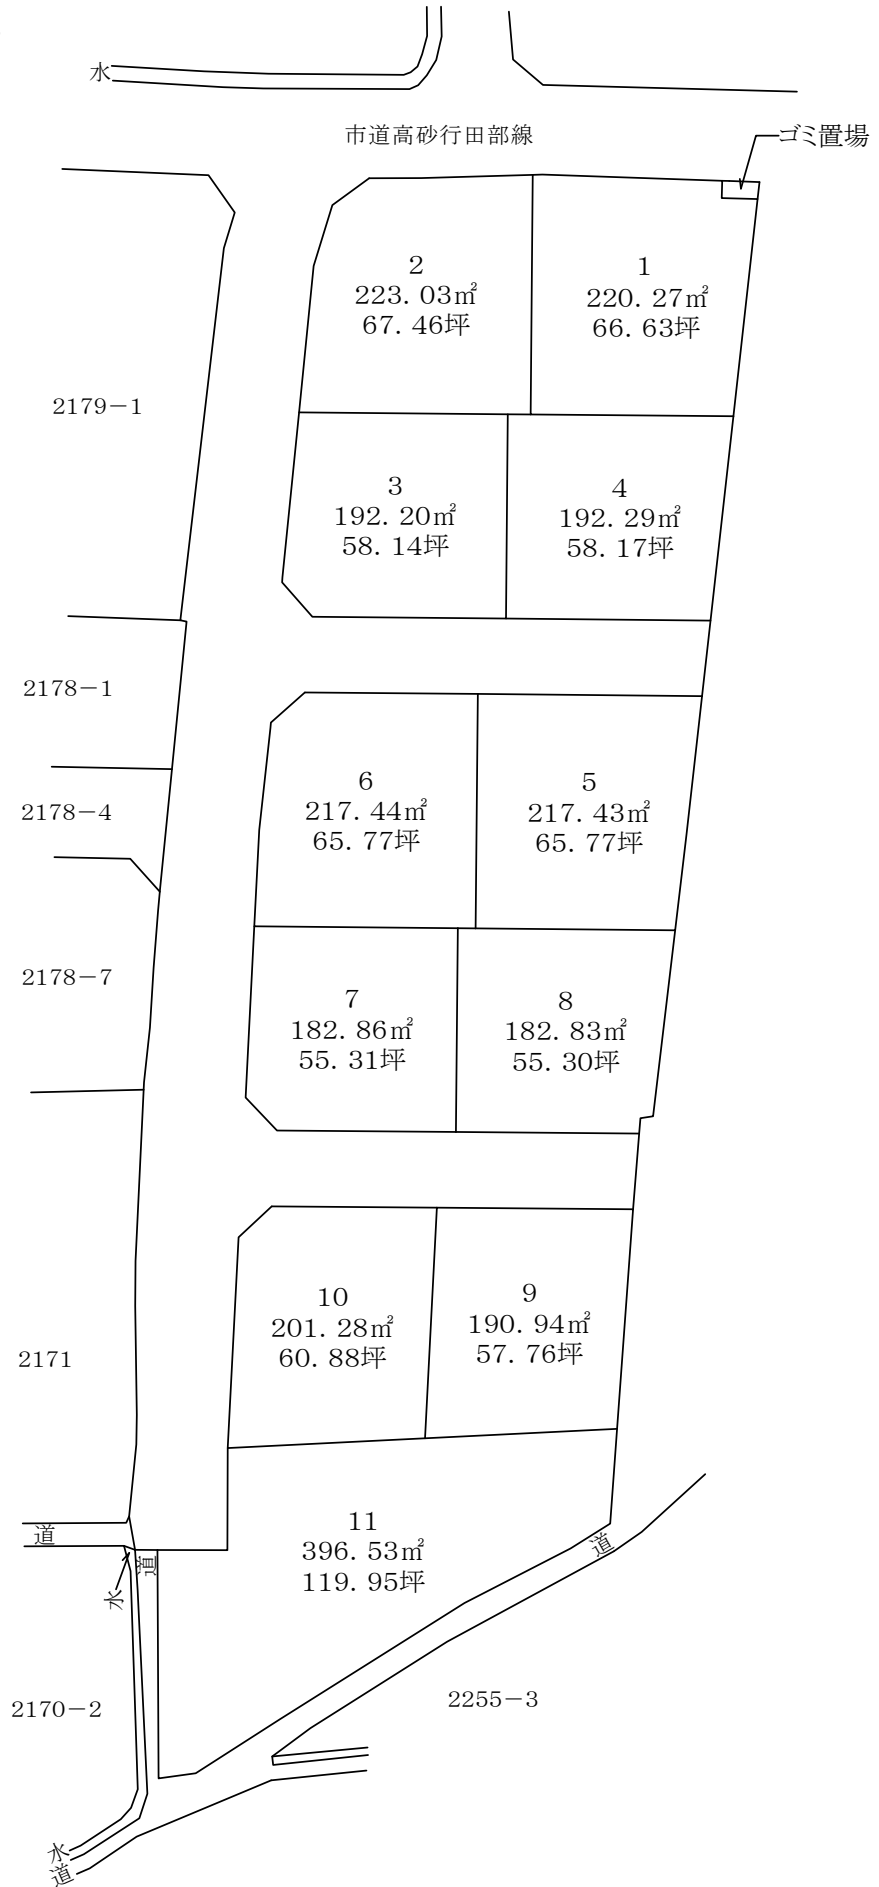 水
市道高砂行田部線
ゴミ置場
2
223.03㎡
67.46坪
1
220.27㎡
66.63坪
2179-1
3
192.20㎡
58.14坪
4
192.29㎡
58.17坪
2178-1
6
217.44㎡
65.77坪
5
217.43㎡
65.77坪
2178-4
2178-7
7
182.86㎡
55.31坪
8
182.83㎡
55.30坪
10
201.28㎡
60.88坪
9
190.94㎡
57.76坪
2171
11
396.53㎡
119.95坪
道
道
水
道
2170-2
2255-3
水
道